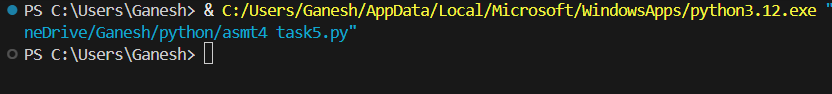 PS C:\Users\Ganesh> & C:/Users/Ganesh/AppData/Local/Microsoft/WindowsApps/python3.12.exe "
neDrive/Ganesh/python/asmt4 task5.py"
PS C:\Users\Ganesh>